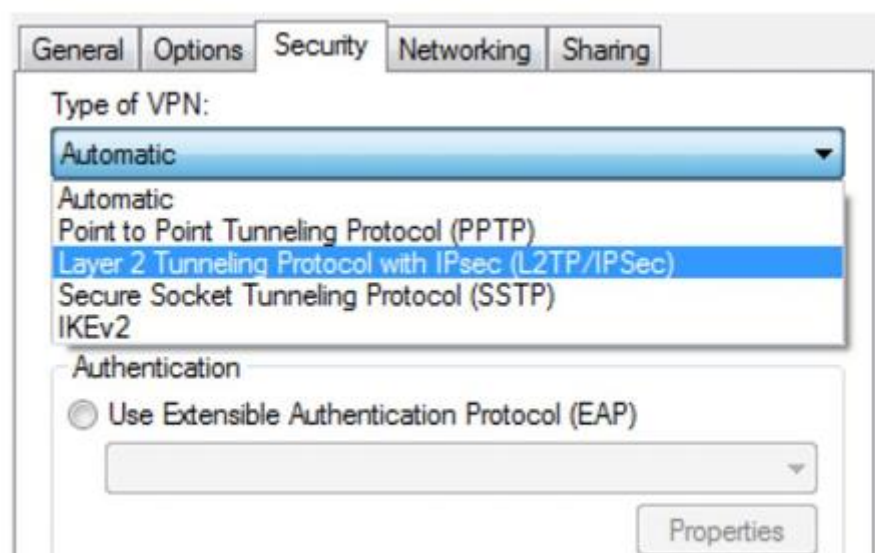 General Options Security Networking Sharing
Type of VPN:
Automatic
Automatic
Point to Point Tunneling Protocol (PPTP)
Layer 2 Tunneling Protocol with IPsec (L2TP/IPSec)
Secure Socket Tunneling Protocol (SSTP)
IKEv2
Authentication
Use Extensible Authentication Protocol (EAP)
Properties